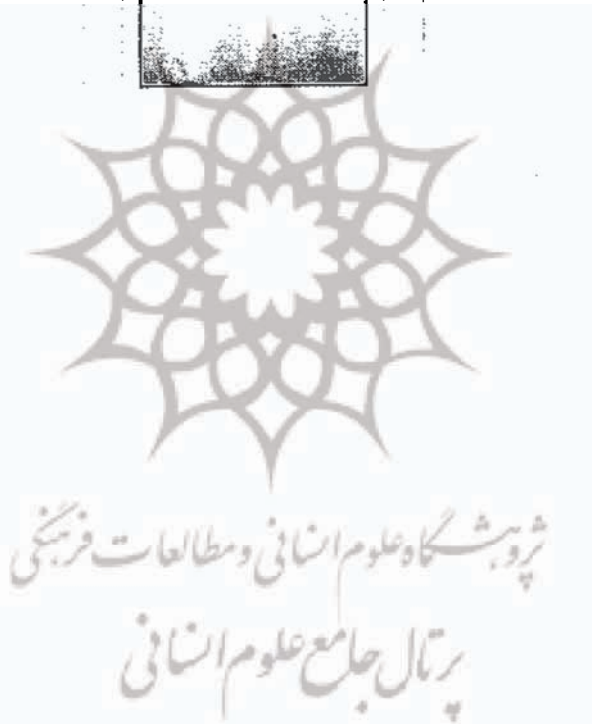 پژوهشگاه علوم انسانی و مطالعات فرهنگی
پرتال جامع علوم انسانی